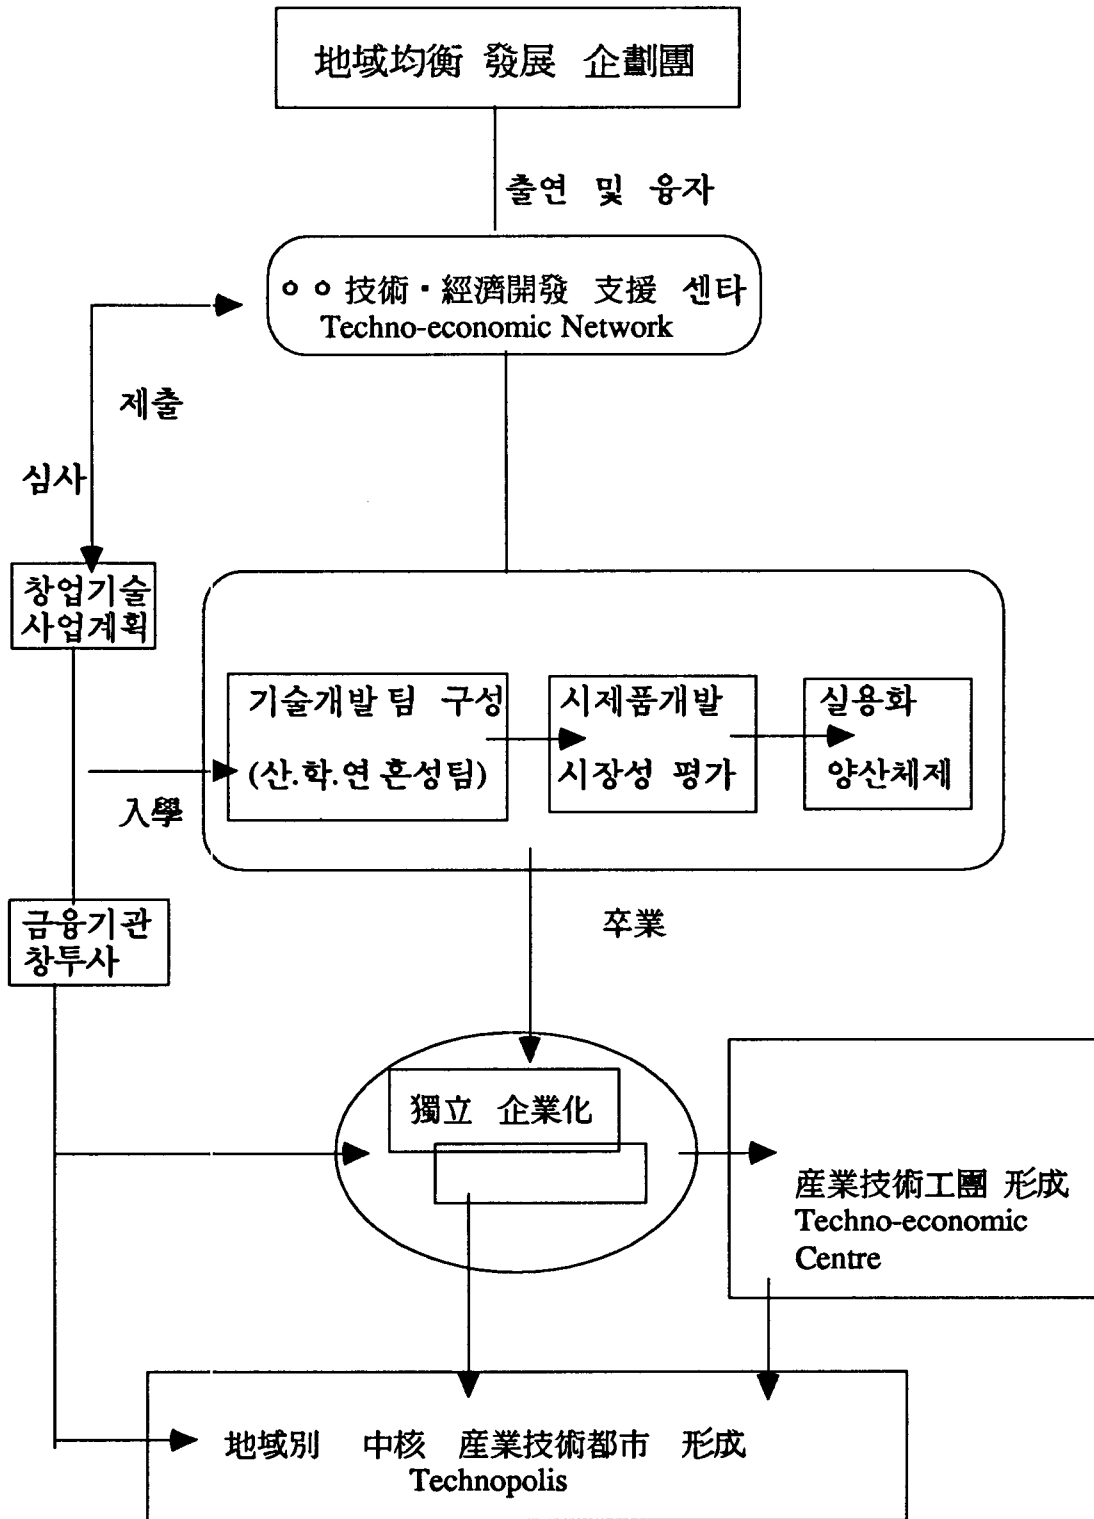 地域均衡 發展 企劃團
출연 및 융자
○ ○ 技術·經濟開發 支援 센타
Techno-economic Network
제출
심사
창업기술
사업계획
기술개발 팀 구성
(산.학.연 혼성팀)
시제품개발
시장성 평가
실용화
양산체제
入學
금융기관
창투사
卒業
獨立 企業化
産業技術工團 形成
Techno-economic
Centre
地域別 中核 産業技術都市 形成
Technopolis